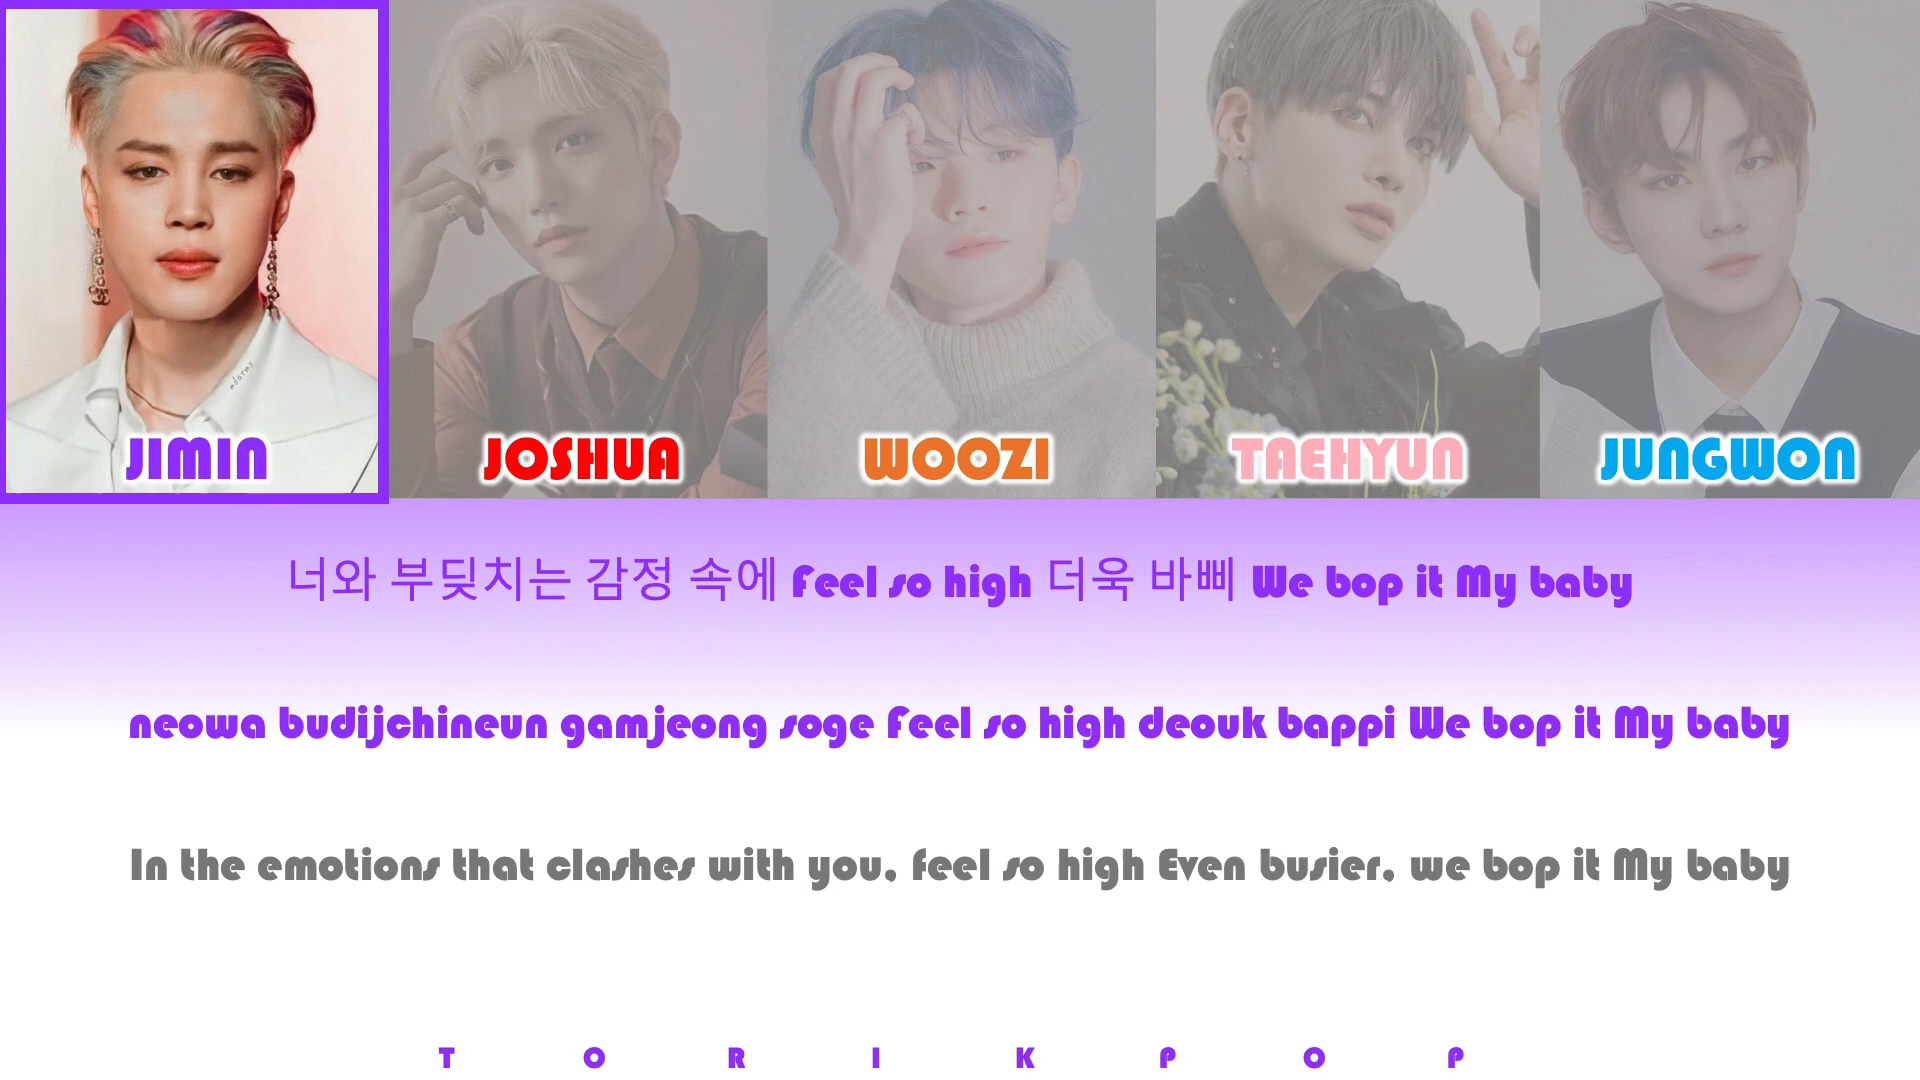 JIMIN JOSHUA WOOZI TAEHYUN JUNGWON
너와 부딪치는 감정 속에 Feel so high 더욱 바삐 We bop it My baby
neowa budijchineun gamjeong soge Feel so high deouk bappi We bop it My baby
In the emotions that clashes with you, feel so high Even busier, we bop it My baby
T O R I K P O P